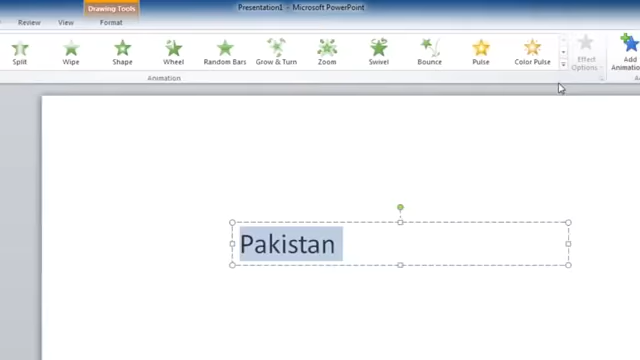 Drawing Tools
Presentation1 - Microsoft PowerPoint
Review View Format
Split Wipe Shape Wheel Random Bars Grow & Turn Zoom Swivel Bounce Pulse Color Pulse Effect Options Add Animation
Animation
Pakistan